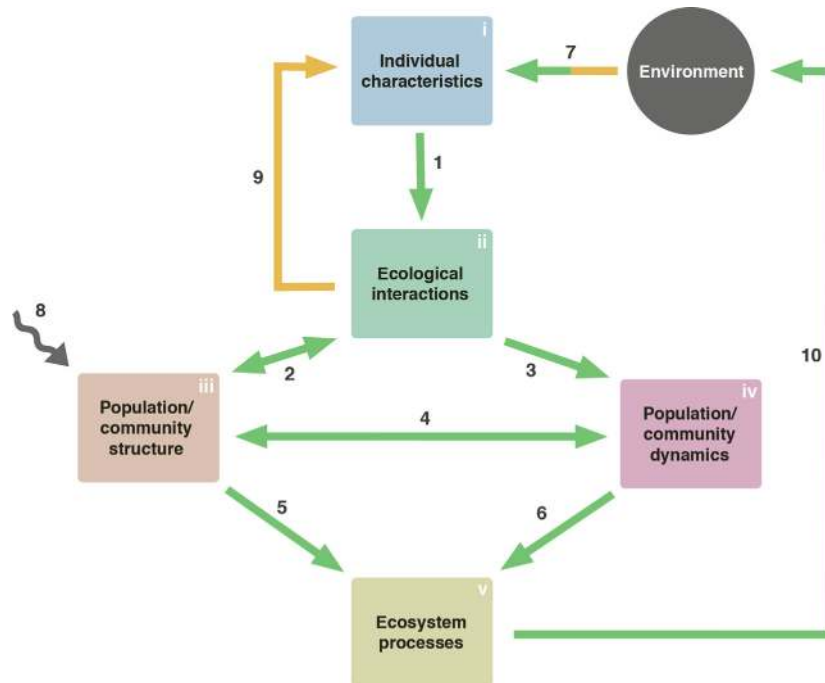 i
Individual
characteristics
7
Environment
1
9
ii
Ecological
interactions
8
2
3
10
iii
Population/
community
structure
4
iv
Population/
community
dynamics
5
6
v
Ecosystem
processes